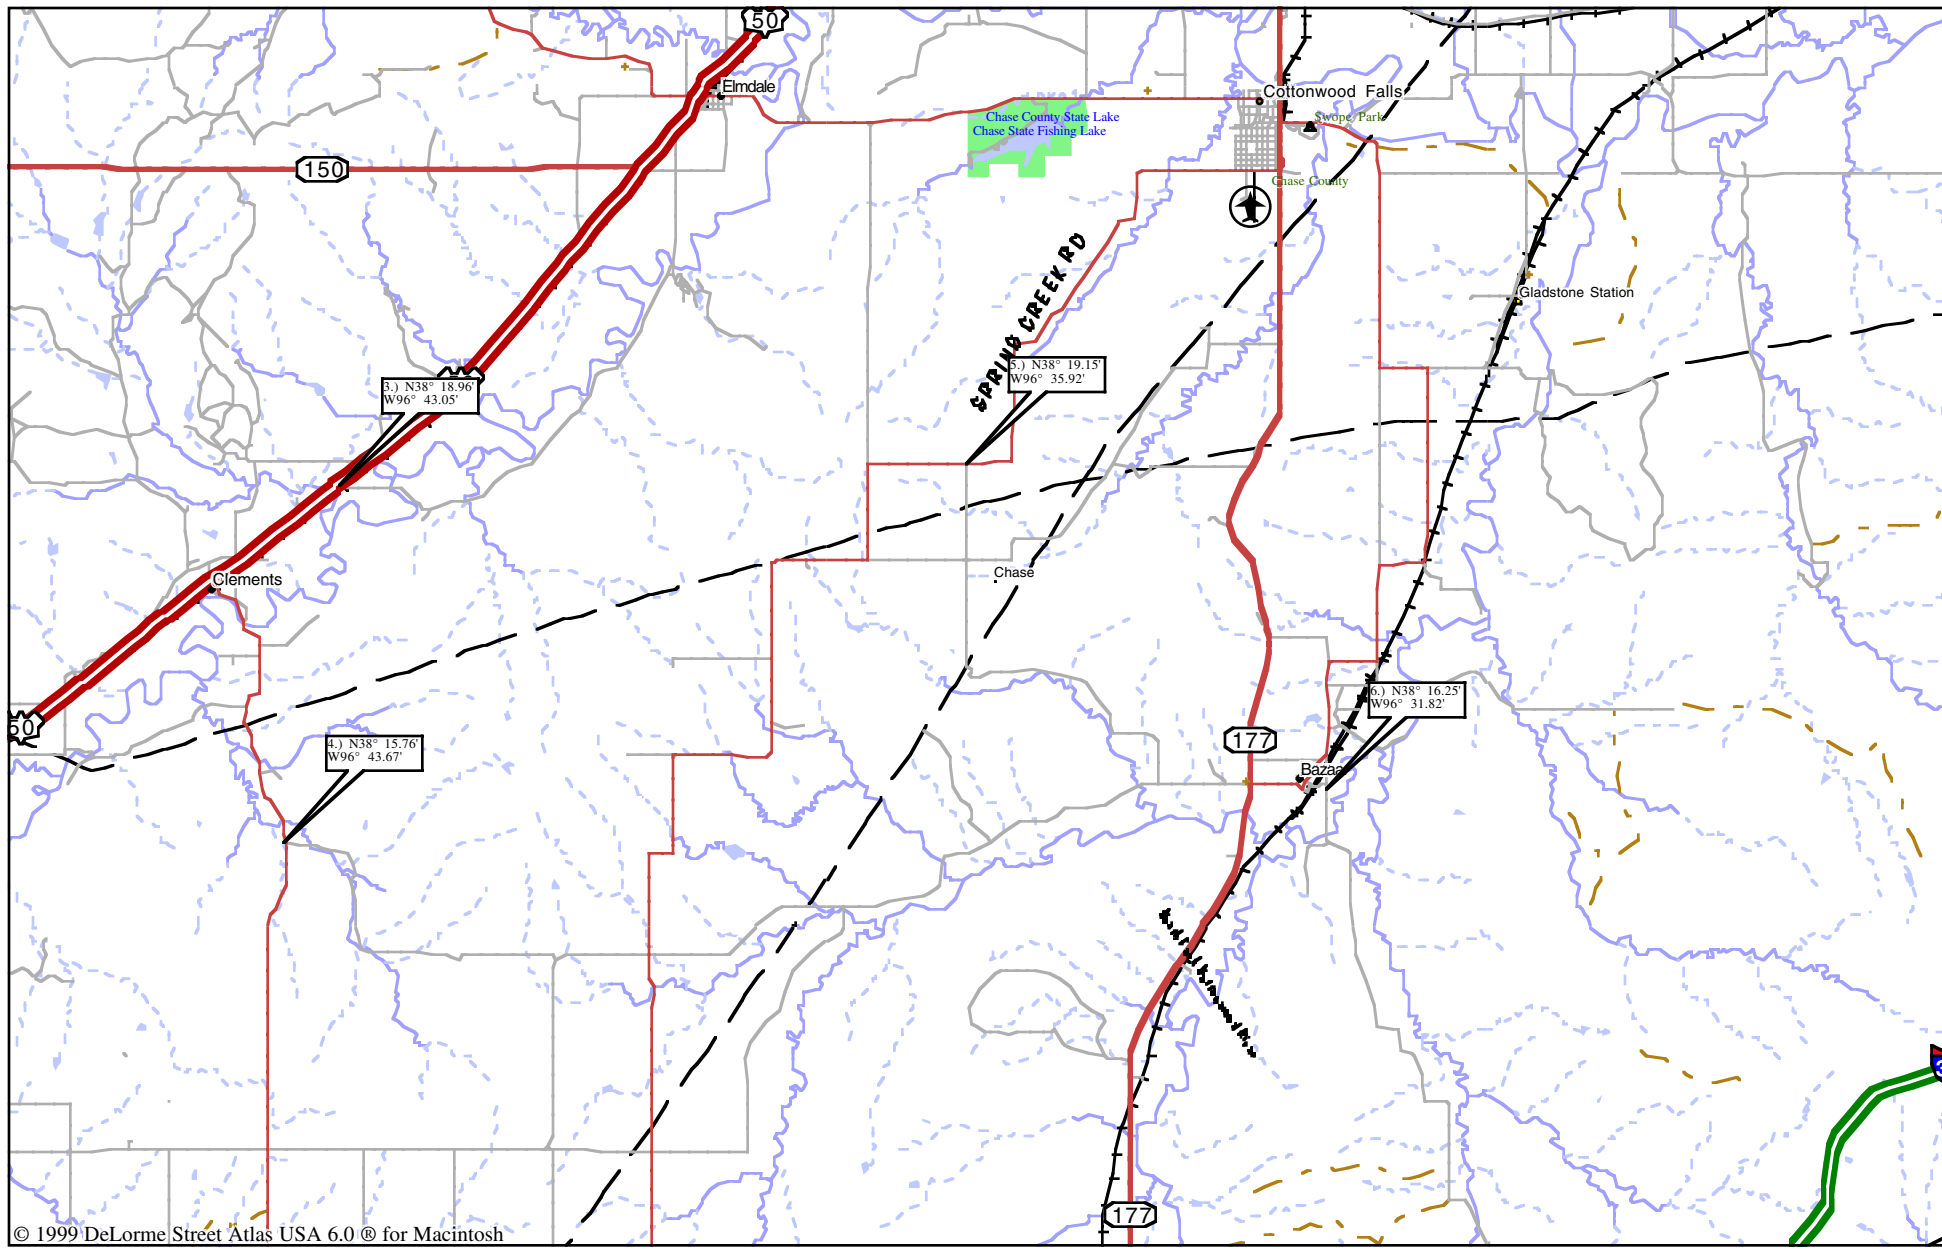 50
Elmdale
Cottonwood Falls
Chase County State Lake
Chase State Fishing Lake
Swope Park
150
Chase County
SPRING CREEK RD
Gladstone Station
3.) N38° 18.96'
W96° 43.05'
5.) N38° 19.15'
W96° 35.92'
Clements
Chase
6.) N38° 16.25'
W96° 31.82'
50
177
4.) N38° 15.76'
W96° 43.67'
Bazaa
3
177
© 1999 DeLorme Street Atlas USA 6.0 ® for Macintosh